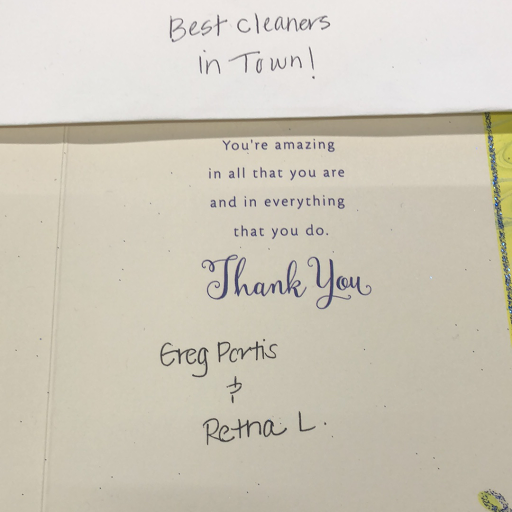 Best cleaners
in Town!
You're amazing
in all that you are
and in everything
that you do.
Thank You
Greg Portis
&
Retha L.